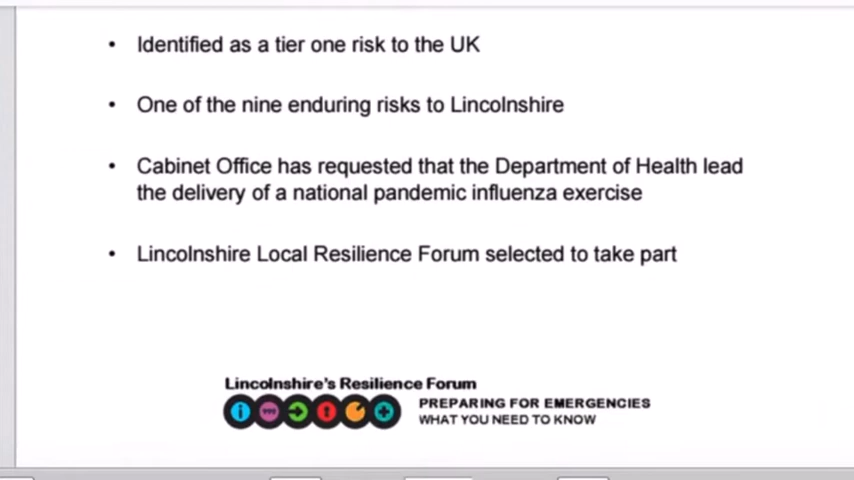 • Identified as a tier one risk to the UK
• One of the nine enduring risks to Lincolnshire
• Cabinet Office has requested that the Department of Health lead
the delivery of a national pandemic influenza exercise
• Lincolnshire Local Resilience Forum selected to take part
Lincolnshire's Resilience Forum
PREPARING FOR EMERGENCIES
WHAT YOU NEED TO KNOW